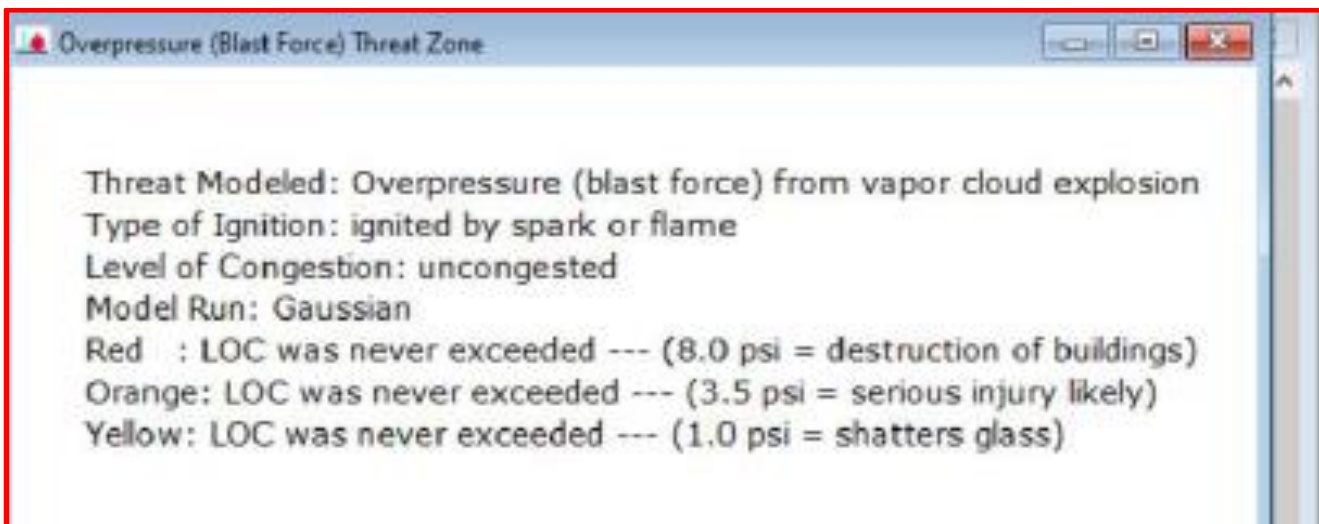 Overpressure (Blast Force) Threat Zone
Threat Modeled: Overpressure (blast force) from vapor cloud explosion
Type of Ignition: ignited by spark or flame
Level of Congestion: uncongested
Model Run: Gaussian
Red : LOC was never exceeded --- (8.0 psi = destruction of buildings)
Orange: LOC was never exceeded --- (3.5 psi = serious injury likely)
Yellow: LOC was never exceeded --- (1.0 psi = shatters glass)